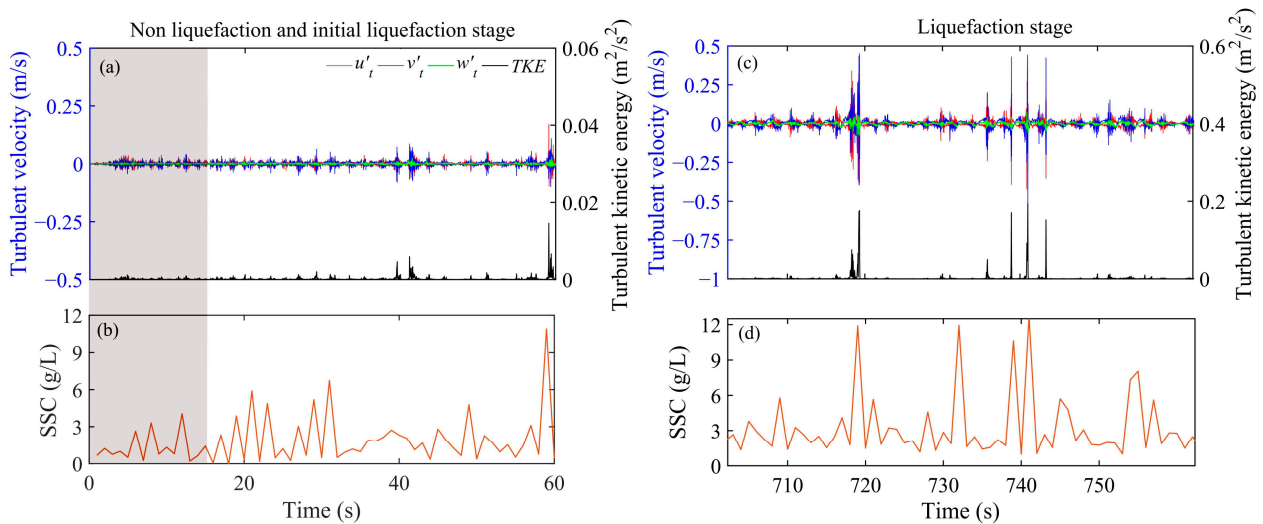 Non liquefaction and initial liquefaction stage
(a)
u′t v′t w′t TKE
Turbulent velocity (m/s)
0.5
0.25
0
−0.25
−0.5
Turbulent kinetic energy (m²/s²)
0.06
0.04
0.02
0
(b)
SSC (g/L)
12
9
6
3
0
0 20 40 60
Time (s)
Liquefaction stage
(c)
Turbulent velocity (m/s)
0.5
0.25
0
−0.25
−0.5
−0.75
−1
Turbulent kinetic energy (m²/s²)
0.6
0.4
0.2
0
(d)
SSC (g/L)
12
9
6
3
0
710 720 730 740 750
Time (s)